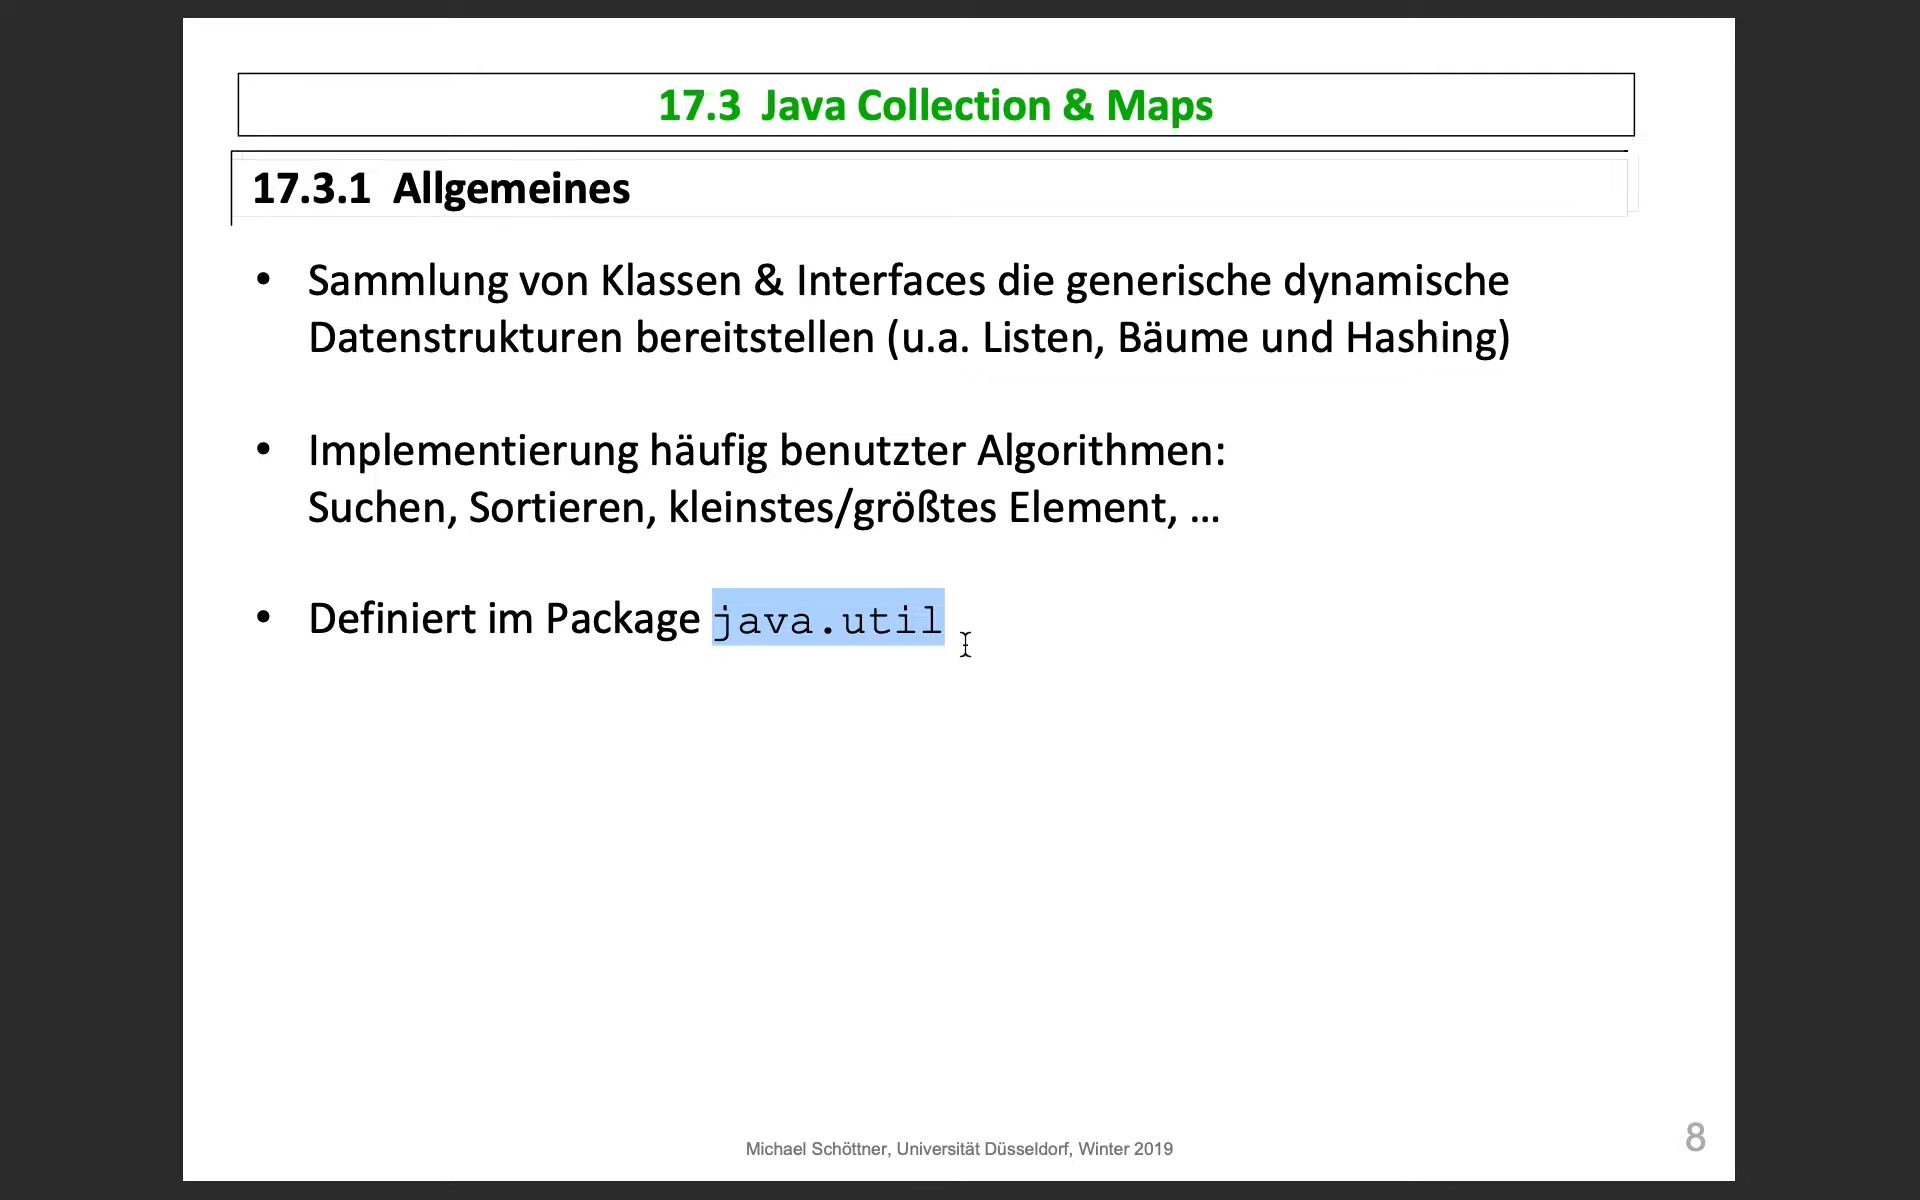 17.3 Java Collection & Maps
17.3.1 Allgemeines
• Sammlung von Klassen & Interfaces die generische dynamische
Datenstrukturen bereitstellen (u.a. Listen, Bäume und Hashing)
• Implementierung häufig benutzter Algorithmen:
Suchen, Sortieren, kleinstes/größtes Element, …
• Definiert im Package java.util
Michael Schöttner, Universität Düsseldorf, Winter 2019
8